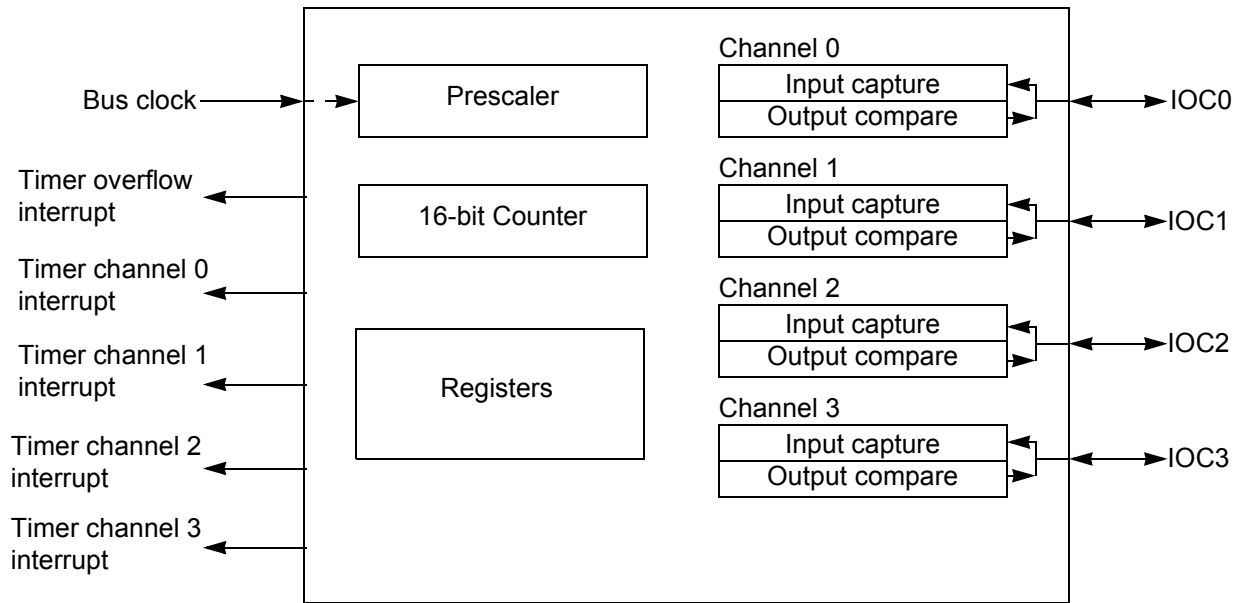 Bus clock
Timer overflow
interrupt
Timer channel 0
interrupt
Timer channel 1
interrupt
Timer channel 2
interrupt
Timer channel 3
interrupt
Prescaler
16-bit Counter
Registers
Channel 0
Input capture
Output compare
IOC0
Channel 1
Input capture
Output compare
IOC1
Channel 2
Input capture
Output compare
IOC2
Channel 3
Input capture
Output compare
IOC3